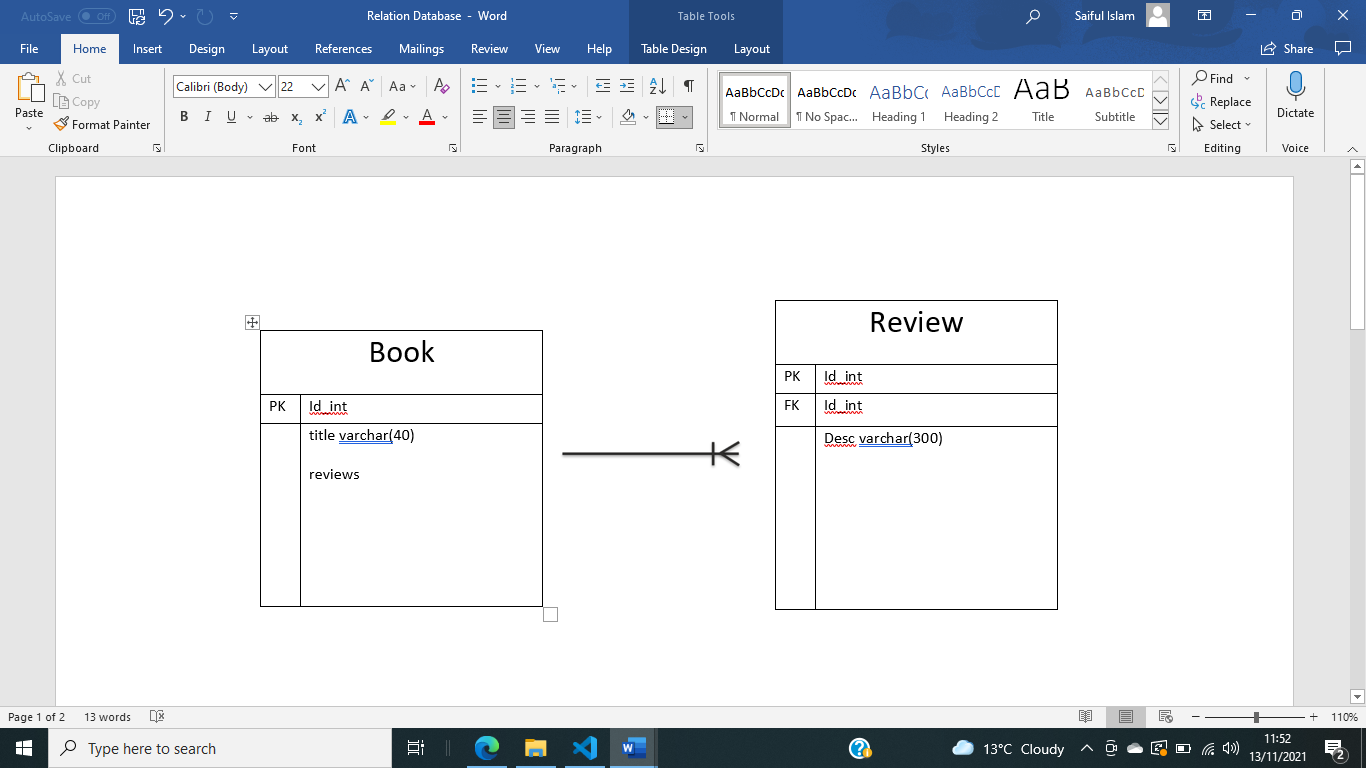 AutoSave Off
Relation Database - Word
Table Tools
Saiful Islam
File Home Insert Design Layout References Mailings Review View Help Table Design Layout
Share
Paste
Cut
Copy
Format Painter
Clipboard
Calibri (Body) 22
Font
Paragraph
AaBbCcDc AaBbCcDc AaBbCc AaBbCcD AaB AaBbCcD
¶ Normal ¶ No Spac... Heading 1 Heading 2 Title Subtitle
Styles
Find
Replace
Select
Editing
Dictate
Voice
Book
PK Id_int
title varchar(40)
reviews
Review
PK Id_int
FK Id_int
Desc varchar(300)
Page 1 of 2 13 words
110%
Type here to search
13°C Cloudy
11:52
13/11/2021
2